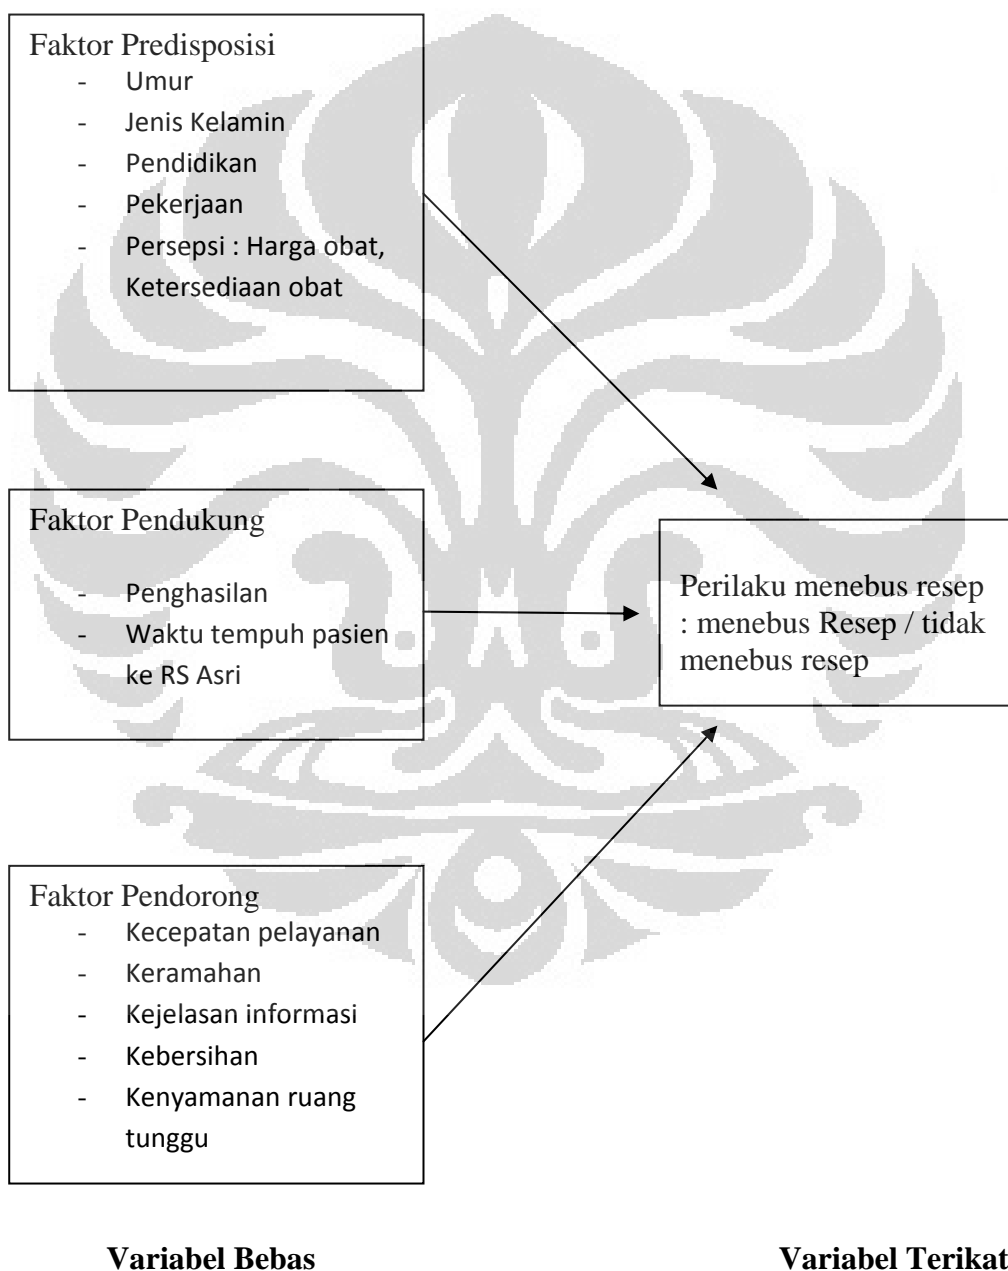 Faktor Predisposisi
- Umur
- Jenis Kelamin
- Pendidikan
- Pekerjaan
- Persepsi : Harga obat,
Ketersediaan obat
Faktor Pendukung
- Penghasilan
- Waktu tempuh pasien
ke RS Asri
Perilaku menebus resep
: menebus Resep / tidak
menebus resep
Faktor Pendorong
- Kecepatan pelayanan
- Keramahan
- Kejelasan informasi
- Kebersihan
- Kenyamanan ruang
tunggu
Variabel Bebas
Variabel Terikat